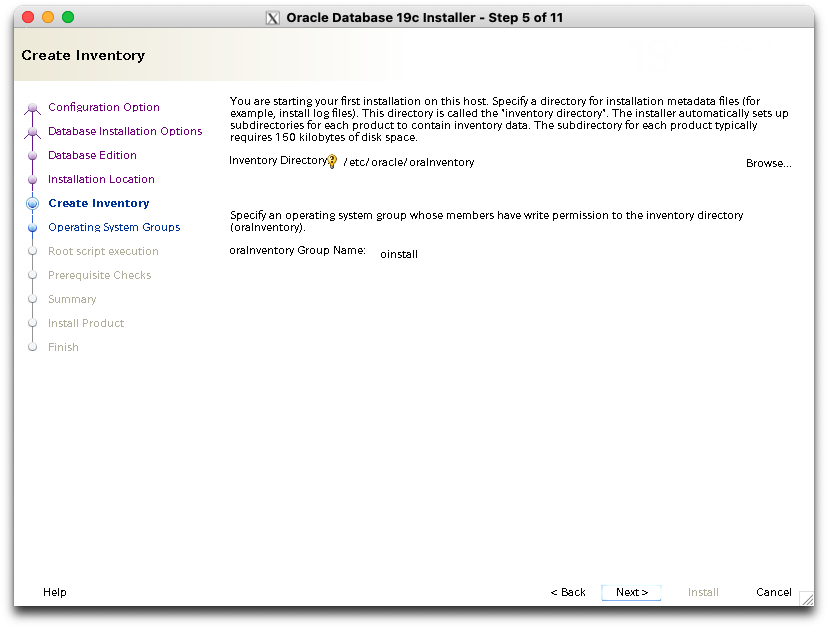 Oracle Database 19c Installer - Step 5 of 11
Create Inventory
Configuration Option
Database Installation Options
Database Edition
Installation Location
Create Inventory
Operating System Groups
Root script execution
Prerequisite Checks
Summary
Install Product
Finish
You are starting your first installation on this host. Specify a directory for installation metadata files (for
example, install log files). This directory is called the "inventory directory". The installer automatically sets up
subdirectories for each product to contain inventory data. The subdirectory for each product typically
requires 150 kilobytes of disk space.
Inventory Directory /etc/oracle/oraInventory Browse...
Specify an operating system group whose members have write permission to the inventory directory
(oraInventory).
oraInventory Group Name: oinstall
Help < Back Next > Install Cancel